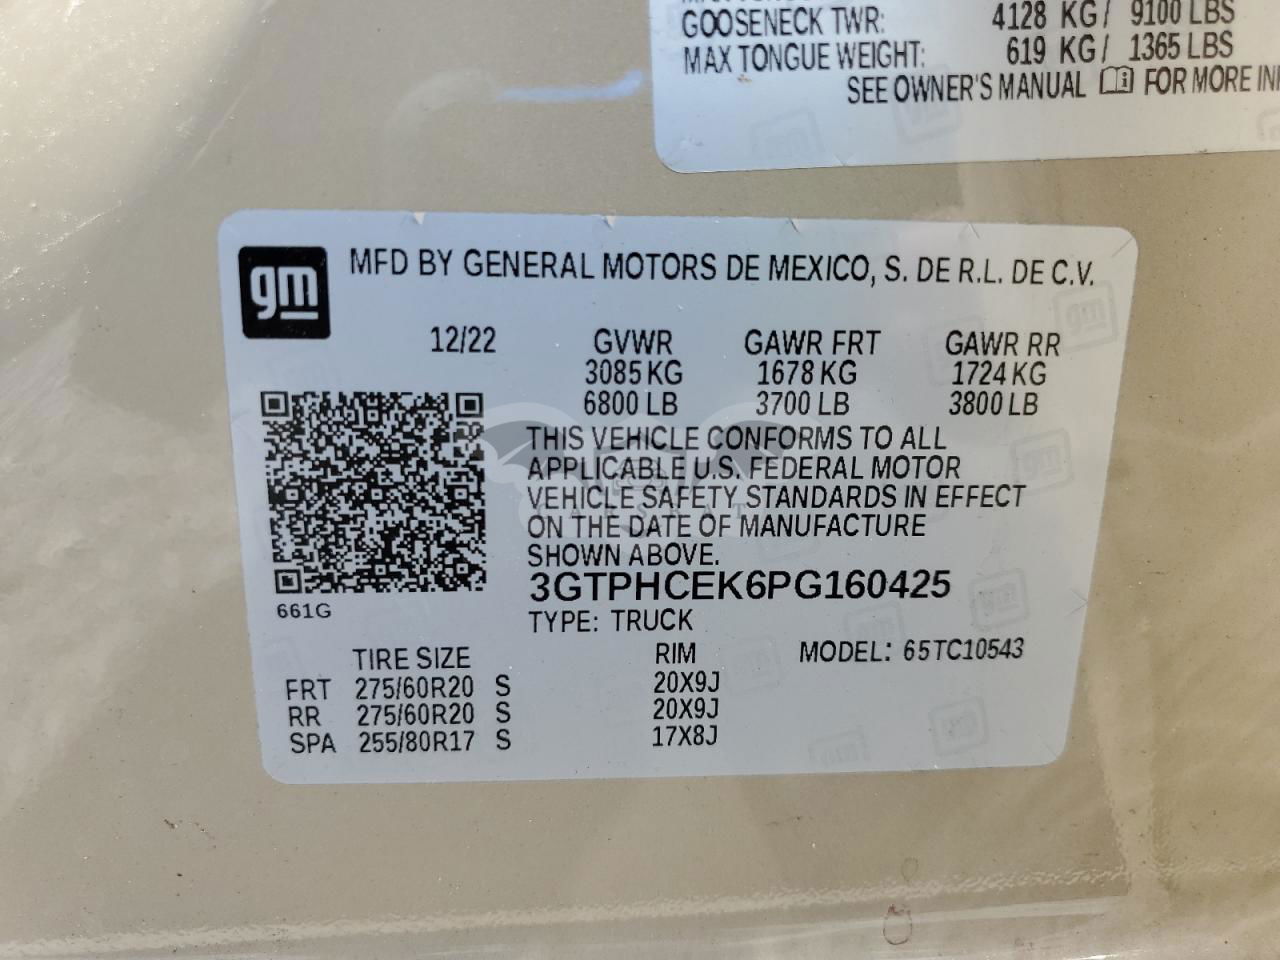 GOOSENECK TWR: 4128 KG/ 9100 LBS
MAX TONGUE WEIGHT: 619 KG/ 1365 LBS
SEE OWNER'S MANUAL FOR MORE
gm
MFD BY GENERAL MOTORS DE MEXICO, S. DE R.L. DE C.V.
12/22 GVWR GAWR FRT GAWR RR
3085 KG 1678 KG 1724 KG
6800 LB 3700 LB 3800 LB
THIS VEHICLE CONFORMS TO ALL
APPLICABLE U.S. FEDERAL MOTOR
VEHICLE SAFETY STANDARDS IN EFFECT
ON THE DATE OF MANUFACTURE
SHOWN ABOVE.
3GTPHCEK6PG160425
661G
TYPE: TRUCK
TIRE SIZE RIM MODEL: 65TC10543
FRT 275/60R20 S 20X9J
RR 275/60R20 S 20X9J
SPA 255/80R17 S 17X8J